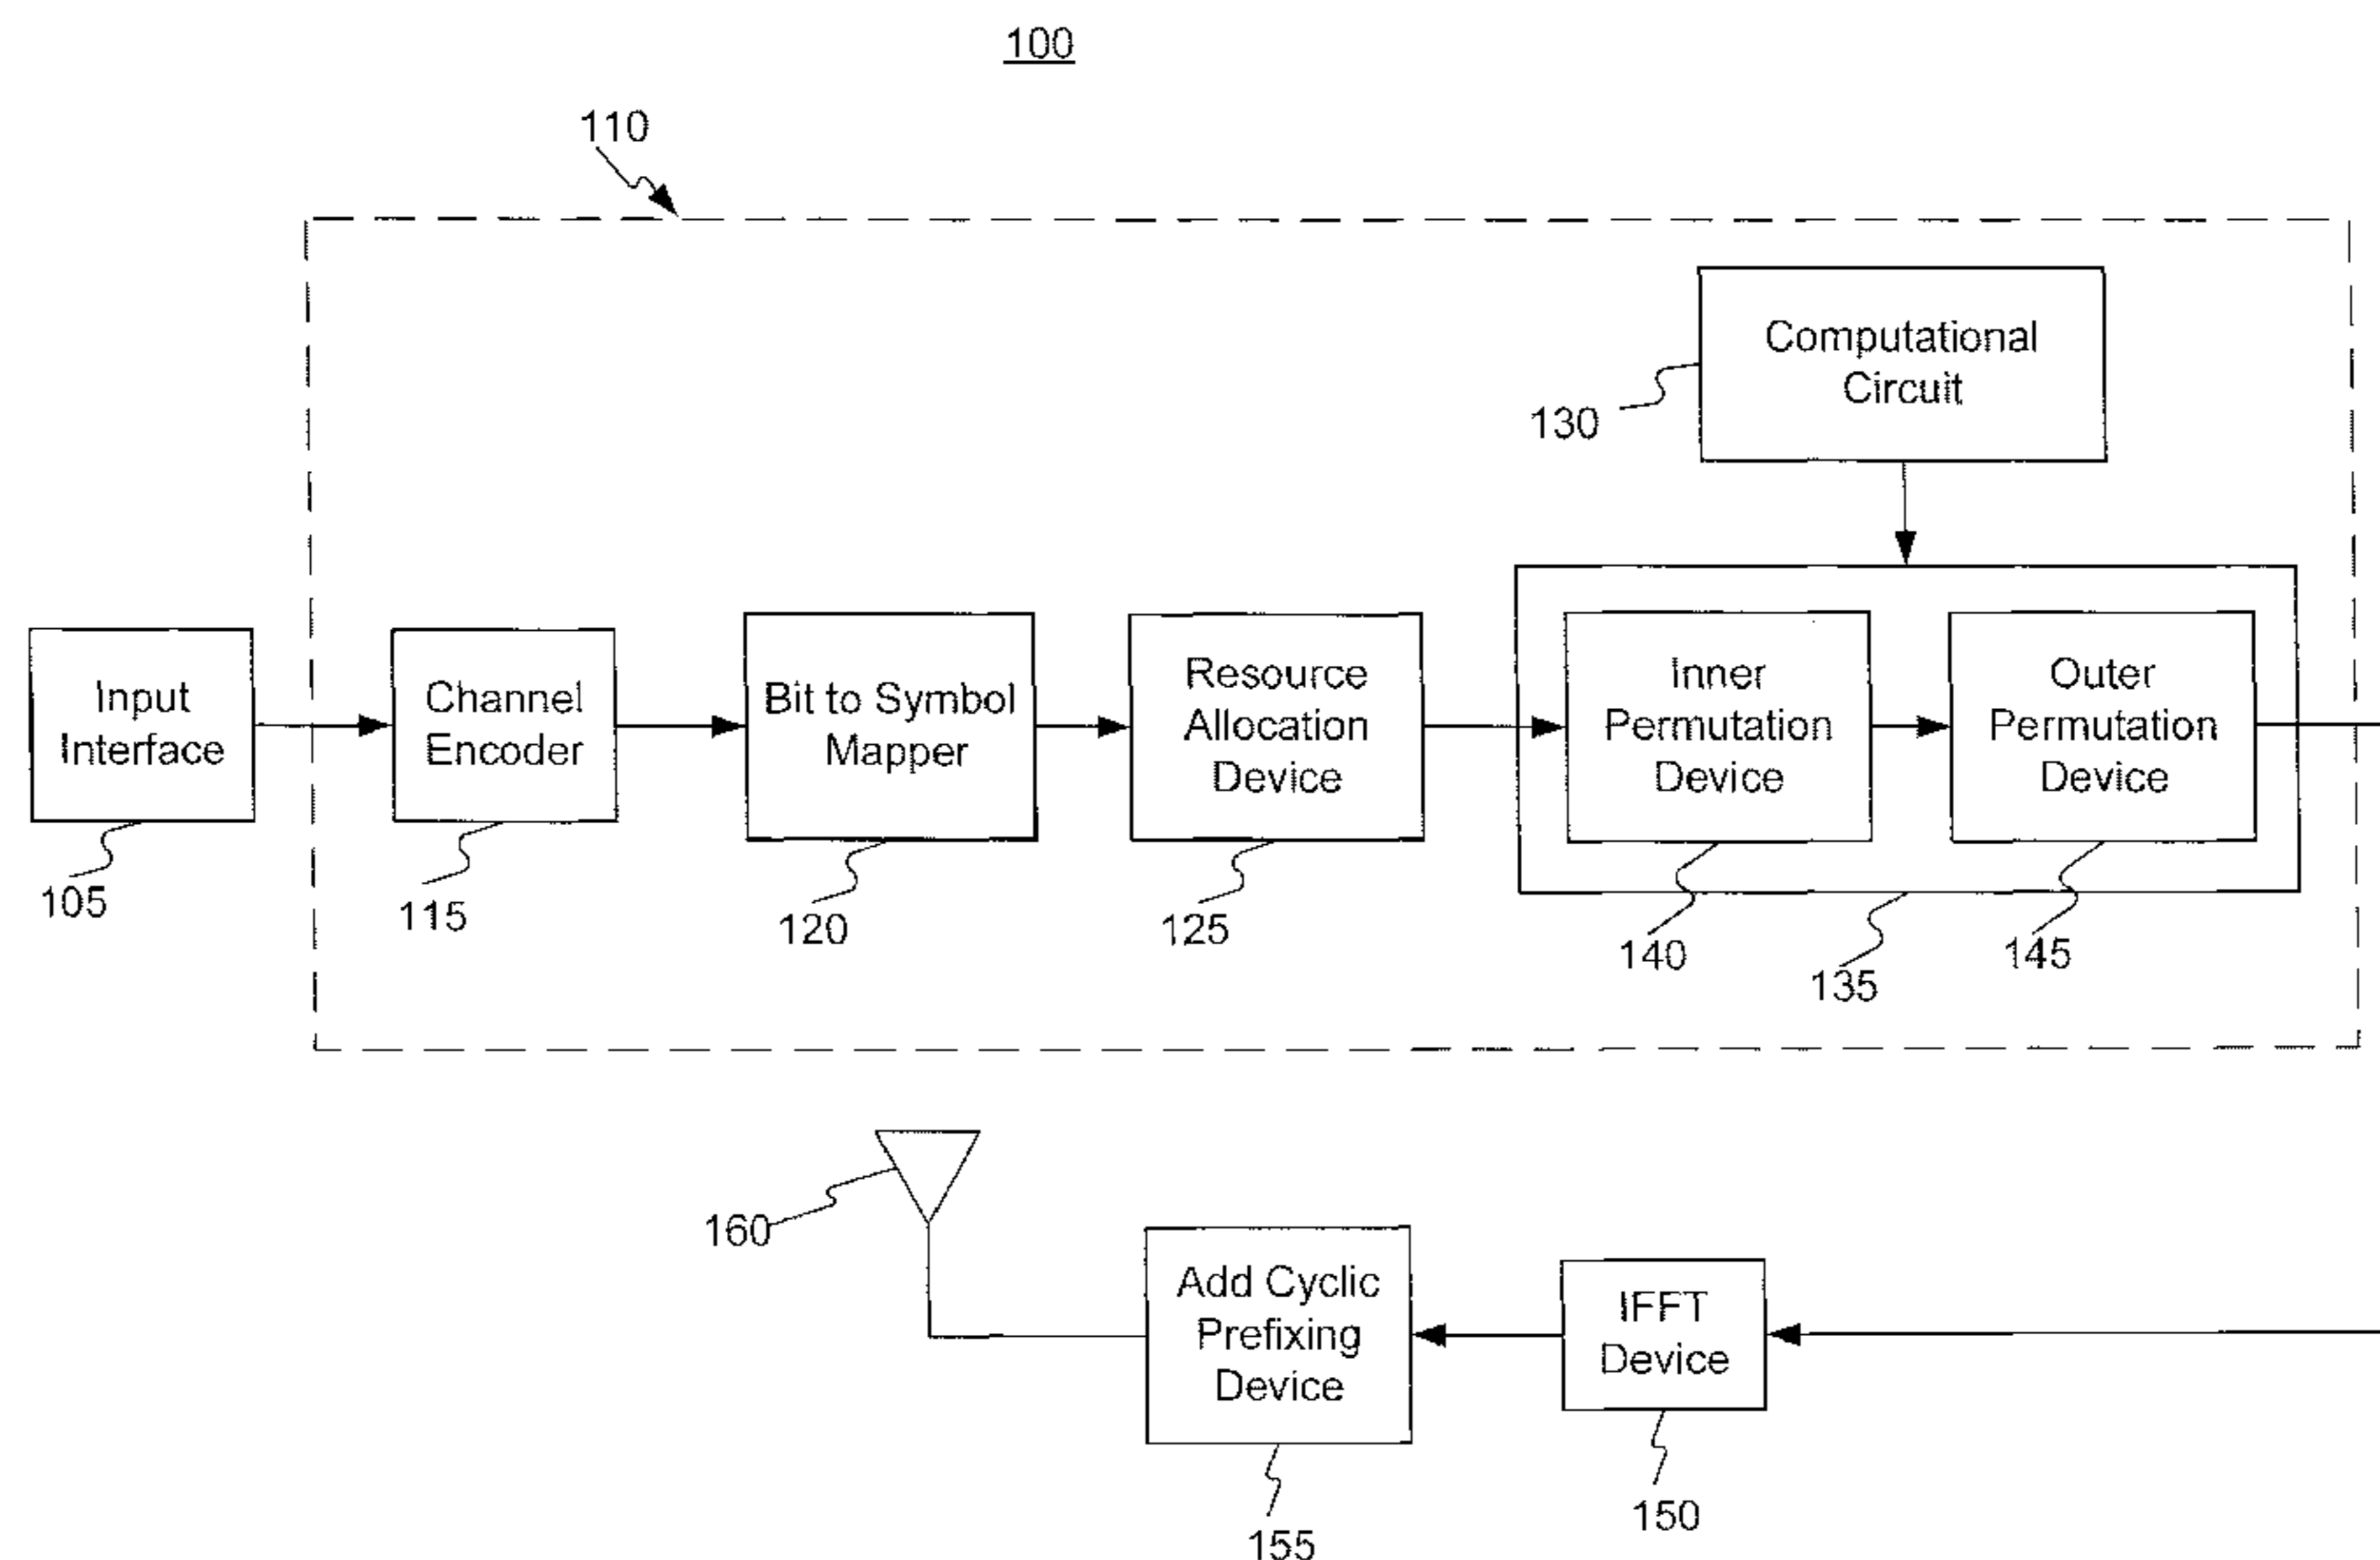 100
110
Computational
Circuit
130
Input
Interface
Channel
Encoder
Bit to Symbol
Mapper
Resource
Allocation
Device
Inner
Permutation
Device
Outer
Permutation
Device
105
115
120
125
140
145
135
160
Add Cyclic
Prefixing
Device
IFFT
Device
155
150